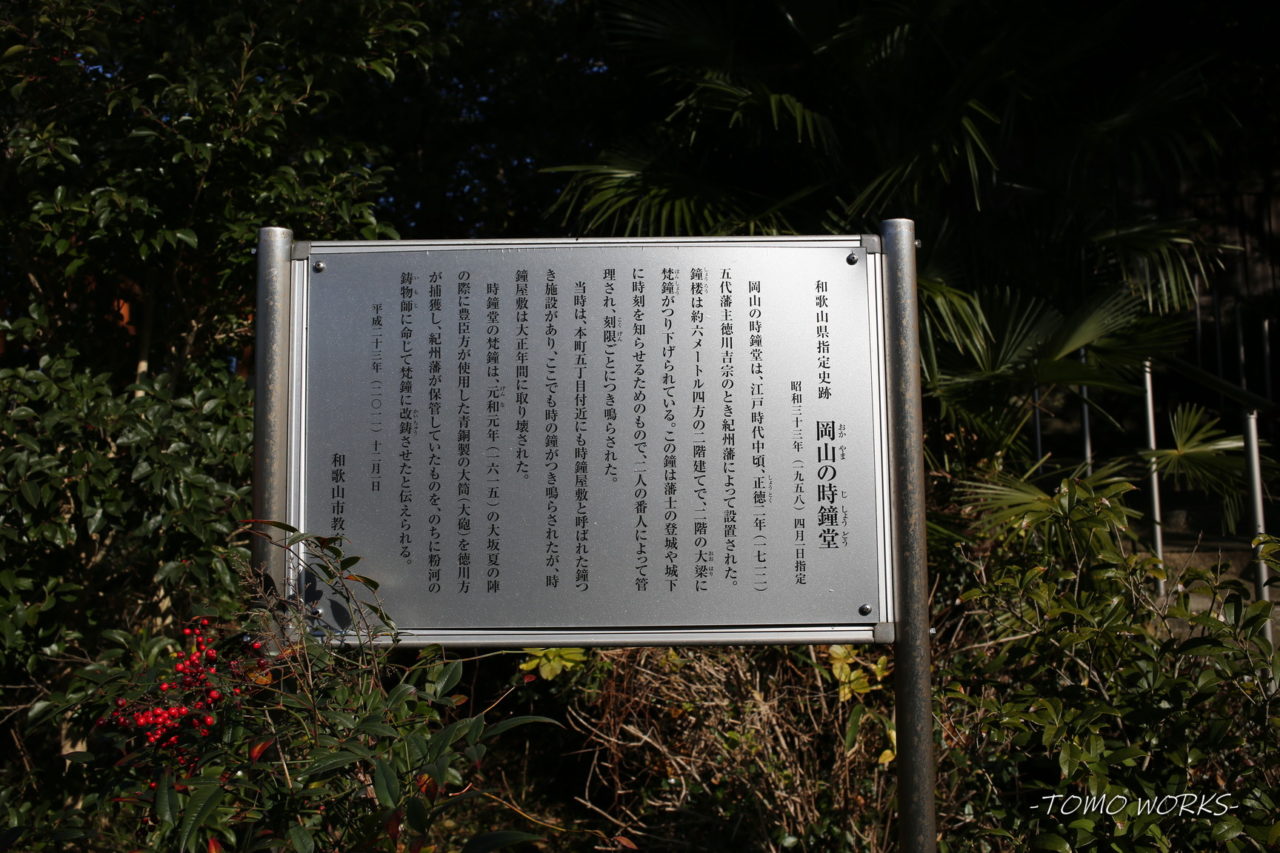 和歌山県指定史跡 岡山の時鐘堂
昭和三十三年（一九五八）四月一日指定
岡山の時鐘堂は、江戸時代中頃、正徳二年（一七一二）
五代藩主徳川吉宗のとき紀州藩によって設置された。
鐘楼は約六メートル四方の二階建てで、二階の大梁に
梵鐘がつり下げられている。この鐘は藩士の登城や城下
に時刻を知らせるためのもので、二人の番人によって管
理され、刻限ごとにつき鳴らされた。
当時は、本町五丁目付近にも時鐘屋敷と呼ばれた鐘つ
き施設があり、ここでも時の鐘がつき鳴らされたが、時
鐘屋敷は大正年間に取り壊された。
時鐘堂の梵鐘は、元和元年（一六一五）の大坂夏の陣
の際に豊臣方が使用した青銅製の大筒（大砲）を徳川方
が捕獲し、紀州藩が保管していたものを、のちに粉河の
鋳物師に命じて梵鐘に改鋳させたと伝えられる。
平成二十三年（二〇一一）十二月一日
和歌山市教
-TOMO WORKS-